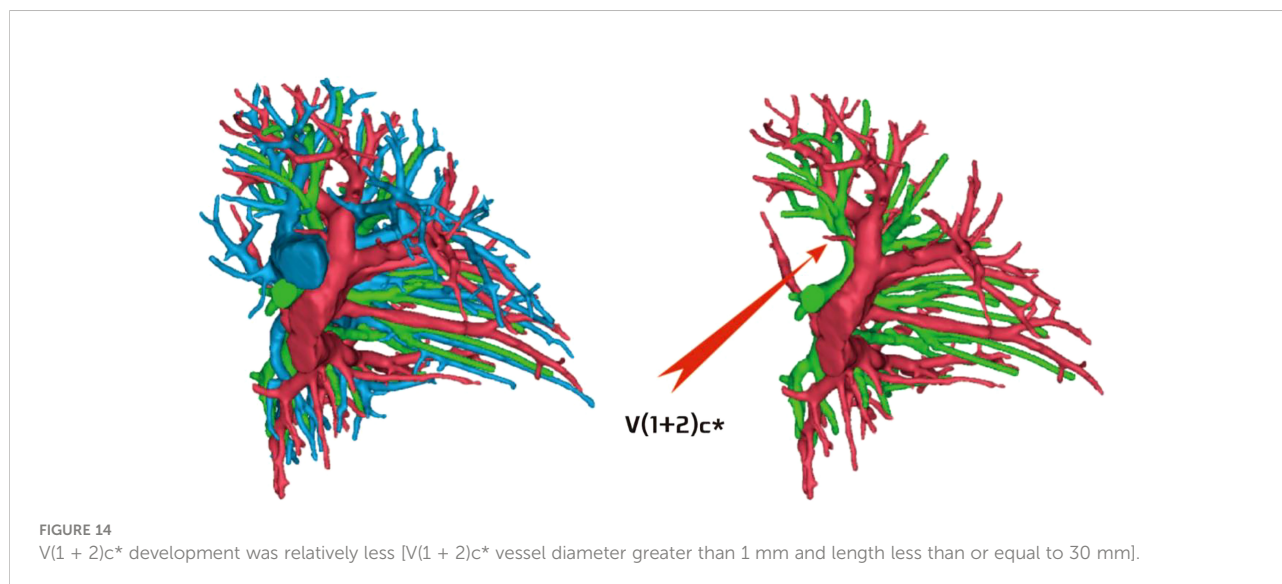 V(1+2)c*
FIGURE 14
V(1 + 2)c* development was relatively less [V(1 + 2)c* vessel diameter greater than 1 mm and length less than or equal to 30 mm].